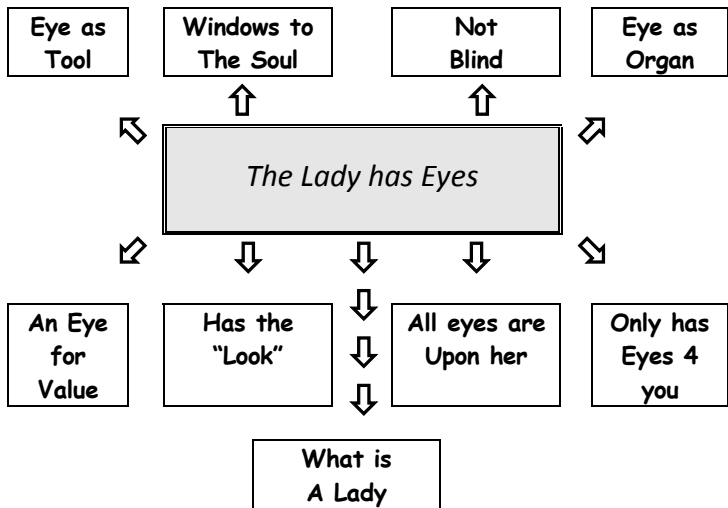 Eye as
Tool
Windows to
The Soul
Not
Blind
Eye as
Organ
The Lady has Eyes
An Eye
for
Value
Has the
“Look”
All eyes are
Upon her
Only has
Eyes 4
you
What is
A Lady